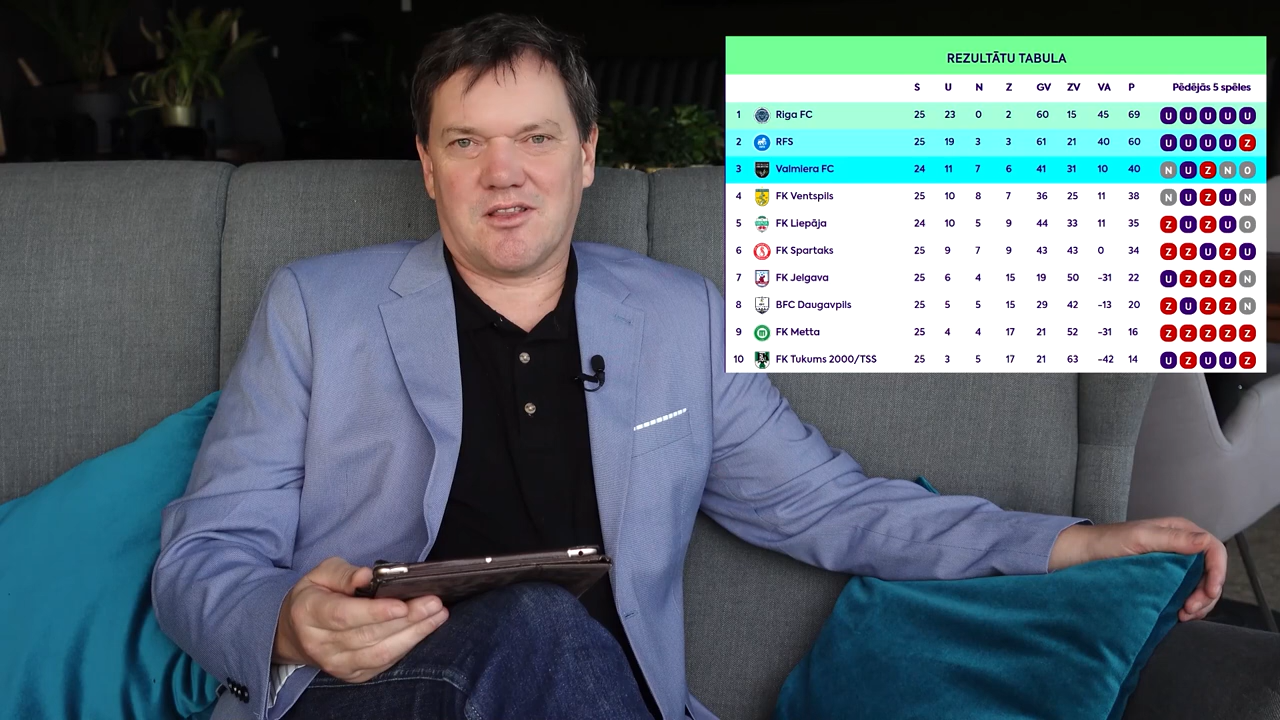 REZULTĀTU TABULA
S U N Z GV ZV VA P Pēdējās 5 spēles
1 Riga FC 25 23 0 2 60 15 45 69 U U U U U
2 RFS 25 19 3 3 61 21 40 60 U U U U Z
3 Valmiera FC 24 11 7 6 41 31 10 40 N U Z N 0
4 FK Ventspils 25 10 8 7 36 25 11 38 N U Z U N
5 FK Liepāja 24 10 5 9 44 33 11 35 Z U Z U 0
6 FK Spartaks 25 9 7 9 43 43 0 34 Z Z U Z U
7 FK Jelgava 25 6 4 15 19 50 -31 22 U Z Z Z N
8 BFC Daugavpils 25 5 5 15 29 42 -13 20 Z U Z Z N
9 FK Metta 25 4 4 17 21 52 -31 16 Z Z Z Z Z
10 FK Tukums 2000/TSS 25 3 5 17 21 63 -42 14 U Z U U Z